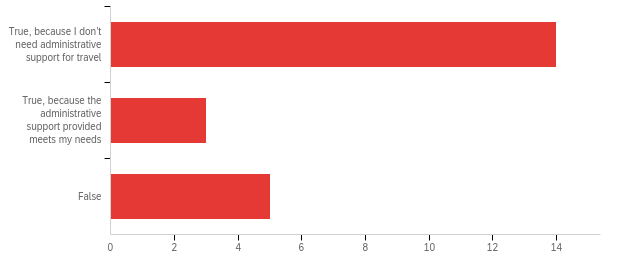 True, because I don't
need administrative
support for travel
True, because the
administrative
support provided
meets my needs
False
0 2 4 6 8 10 12 14